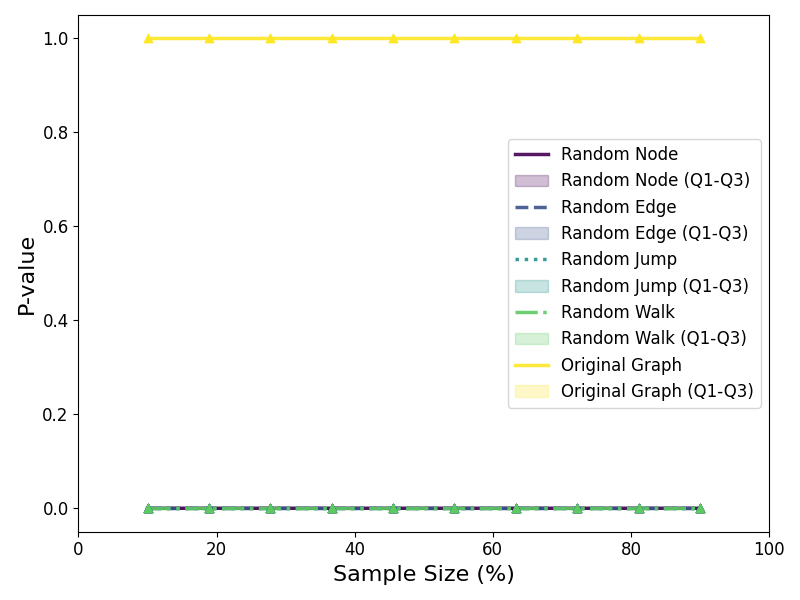 1.0
0.8
0.6
0.4
0.2
0.0
P-value
Random Node
Random Node (Q1-Q3)
Random Edge
Random Edge (Q1-Q3)
Random Jump
Random Jump (Q1-Q3)
Random Walk
Random Walk (Q1-Q3)
Original Graph
Original Graph (Q1-Q3)
0 20 40 60 80 100
Sample Size (%)